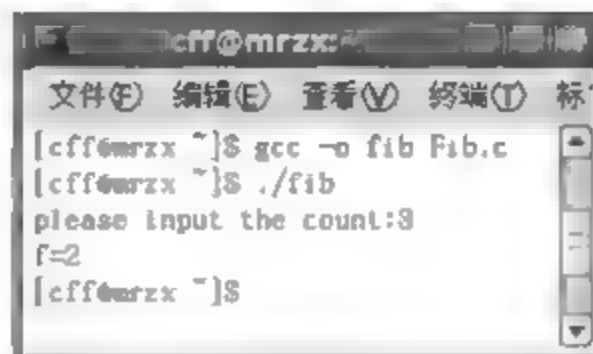 cff@mrzx:
文件(F) 编辑(E) 查看(V) 终端(T) 标
[cff@mrzx ~]$ gcc -o fib Fib.c
[cff@mrzx ~]$ ./fib
please input the count:3
f=2
[cff@mrzx ~]$